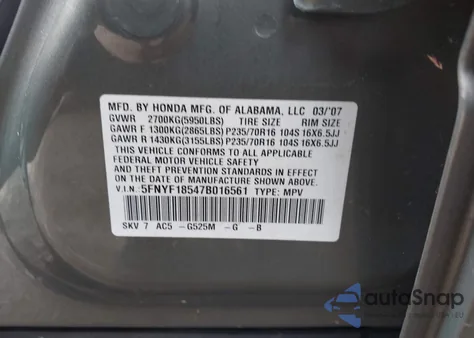 MFD. BY HONDA MFG. OF ALABAMA, LLC 03/'07
GVWR 2700KG(5950LBS) TIRE SIZE RIM SIZE
GAWR F 1300KG(2865LBS) P235/70R16 104S 16X6.5JJ
GAWR R 1430KG(3155LBS) P235/70R16 104S 16X6.5JJ
THIS VEHICLE CONFORMS TO ALL APPLICABLE
FEDERAL MOTOR VEHICLE SAFETY, BUMPER,
AND THEFT PREVENTION STANDARDS IN EFFECT
ON THE DATE OF MANUFACTURE SHOWN ABOVE.
V.I.N.: 5FNYF18547B016561 TYPE: MPV
SKV 7 AC5 -G525M -G -B
autoSnap